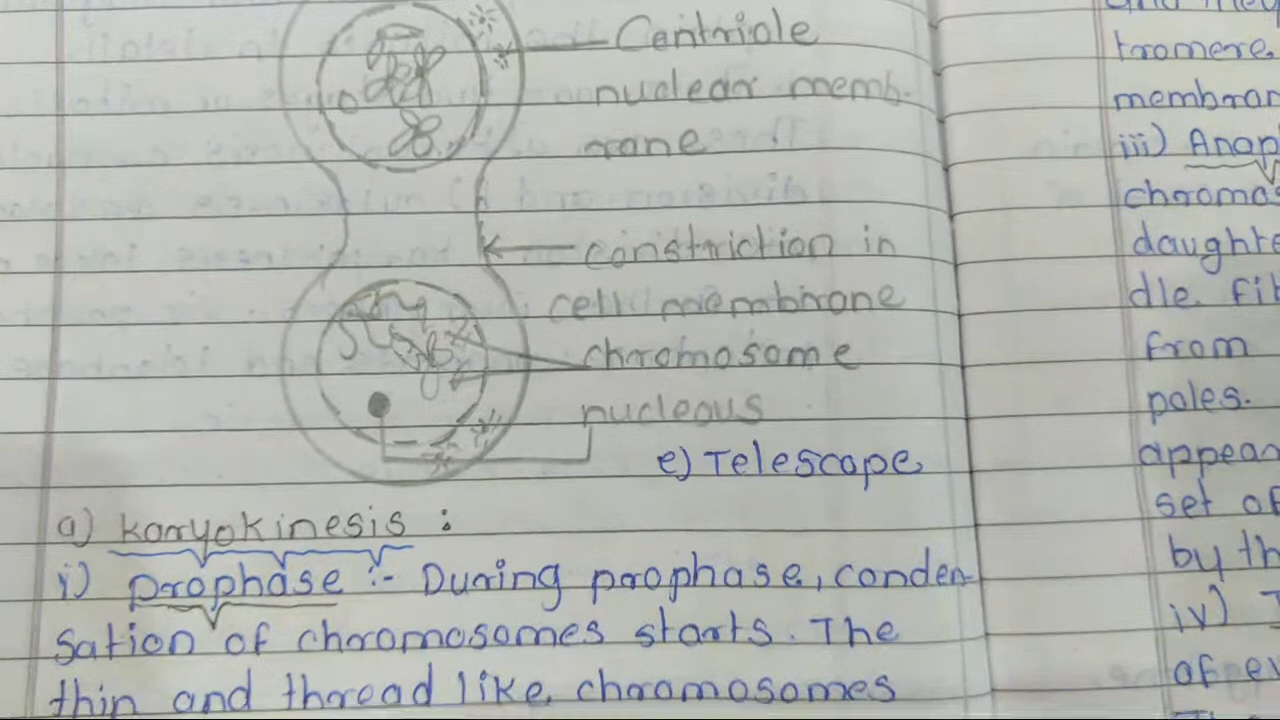 Centriole
nuclear memb-
rane
constriction in
cell membrane
chromosome
nucleous
e) Telescope
a) karyokinesis :
i) prophase :- During prophase, conden-
sation of chromosomes starts. The
thin and thread like chromosomes
tromere
membran
iii) Anap
chromos
daughte
dle fib
from
poles.
appear
set of
by th
iv) T
of ev